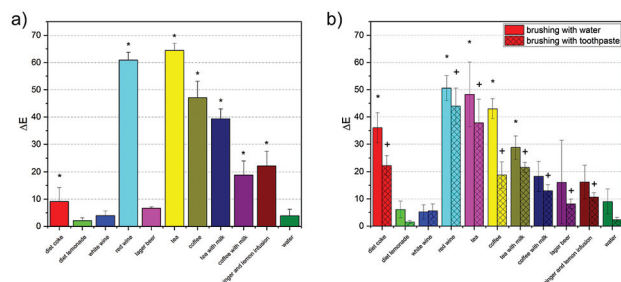 a)
ΔE
70
60
50
40
30
20
10
0
* * * * * * * *
diet coke
diet lemonade
white wine
red wine
lager beer
tea
coffee
tea with milk
coffee with milk
ginger and lemon infusion
water
b)
ΔE
70
60
50
40
30
20
10
0
brushing with water
brushing with toothpaste
* + * + * + * + * + + + +
diet coke
diet lemonade
white wine
red wine
tea
coffee
tea with milk
coffee with milk
lager beer
ginger and lemon infusion
water